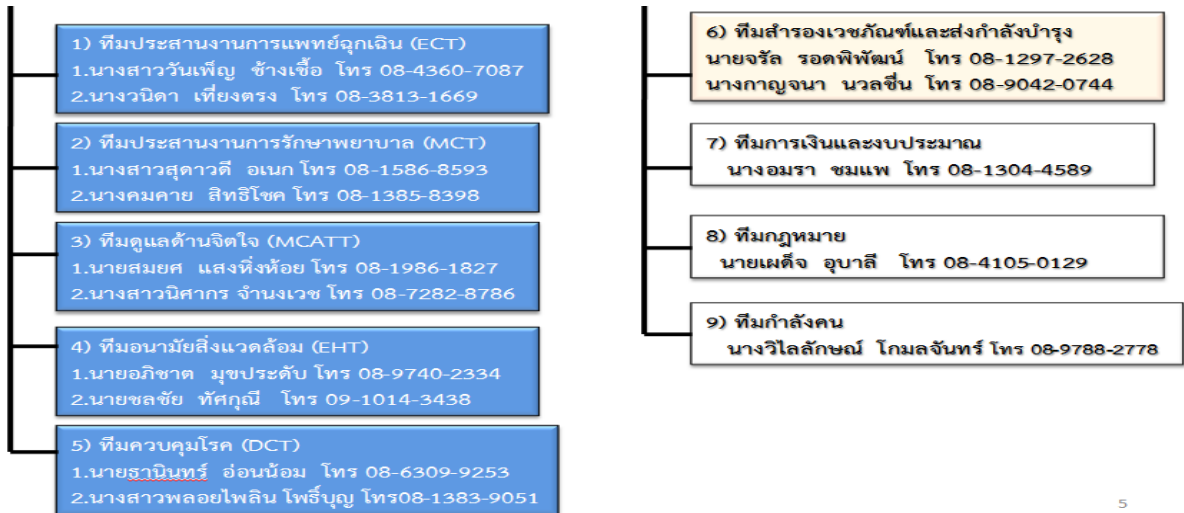 1) ทีมประสานงานการแพทย์ฉุกเฉิน (ECT)
1.นางสาววันเพ็ญ ช้างเชื้อ โทร 08-4360-7087
2.นางวนิดา เที่ยงตรง โทร 08-3813-1669
2) ทีมประสานงานการรักษาพยาบาล (MCT)
1.นางสาวสุดาวดี อเนก โทร 08-1586-8593
2.นางคมคาย สิทธิโชค โทร 08-1385-8398
3) ทีมดูแลด้านจิตใจ (MCATT)
1.นายสมยศ แสงหิ่งห้อย โทร 08-1986-1827
2.นางสาวนิศากร จำนงเวช โทร 08-7282-8786
4) ทีมอนามัยสิ่งแวดล้อม (EHT)
1.นายอภิชาต มุขประดับ โทร 08-9740-2334
2.นายชลชัย ทัศกุณี โทร 09-1014-3438
5) ทีมควบคุมโรค (DCT)
1.นายธานินทร์ อ่อนน้อม โทร 08-6309-9253
2.นางสาวพลอยไพลิน โพธิ์บุญ โทร08-1383-9051
6) ทีมสำรองเวชภัณฑ์และส่งกำลังบำรุง
นายจรัล รอดพิพัฒน์ โทร 08-1297-2628
นางกาญจนา นวลชื่น โทร 08-9042-0744
7) ทีมการเงินและงบประมาณ
นางอมรา ชมแพ โทร 08-1304-4589
8) ทีมกฎหมาย
นายเผด็จ อุบาลี โทร 08-4105-0129
9) ทีมกำลังคน
นางวิไลลักษณ์ โกมลจันทร์ โทร 08-9788-2778
5